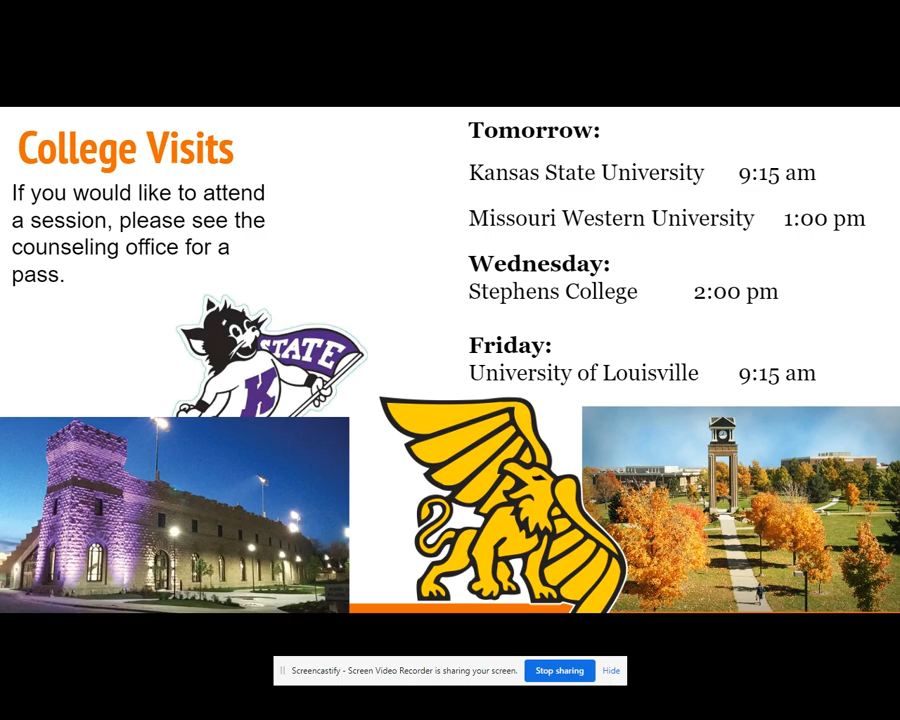 College Visits
If you would like to attend
a session, please see the
counseling office for a
pass.
Tomorrow:
Kansas State University 9:15 am
Missouri Western University 1:00 pm
Wednesday:
Stephens College 2:00 pm
Friday:
University of Louisville 9:15 am
STATE
K
Screencastify - Screen Video Recorder is sharing your screen. Stop sharing Hide